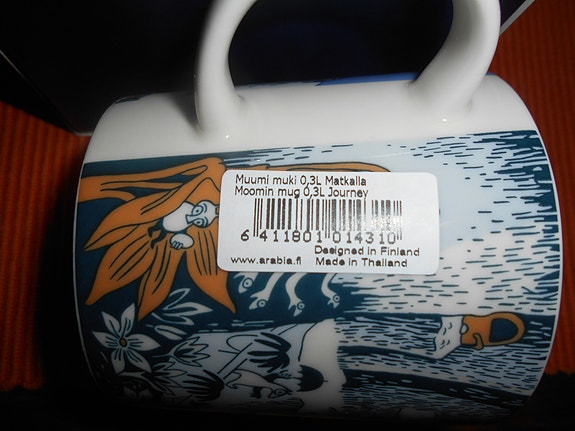 Muumi muki 0,3L Matkalla
Moomin mug 0,3L Journey
6 411801 014310
Designed in Finland
www.arabia.fi Made in Thailand